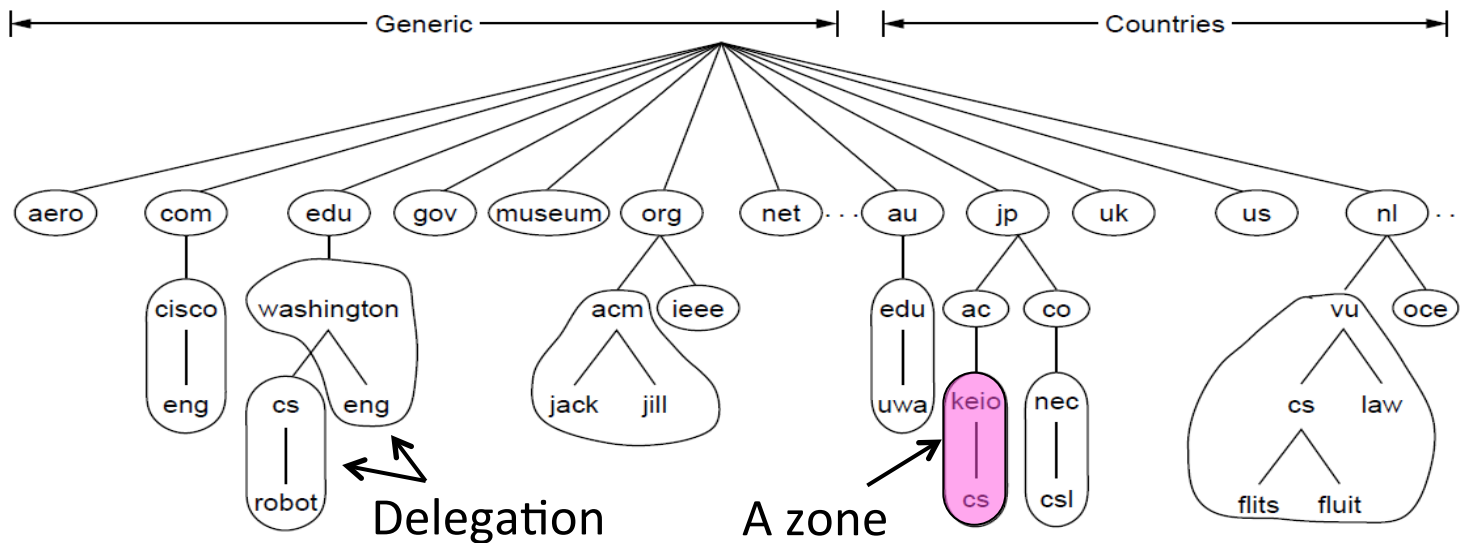 Generic Countries
aero com edu gov museum org net ... au jp uk us nl ..
cisco washington acm ieee edu ac co vu oce
eng cs eng jack jill uwa keio nec cs law
robot cs csl flits fluit
Delegation A zone